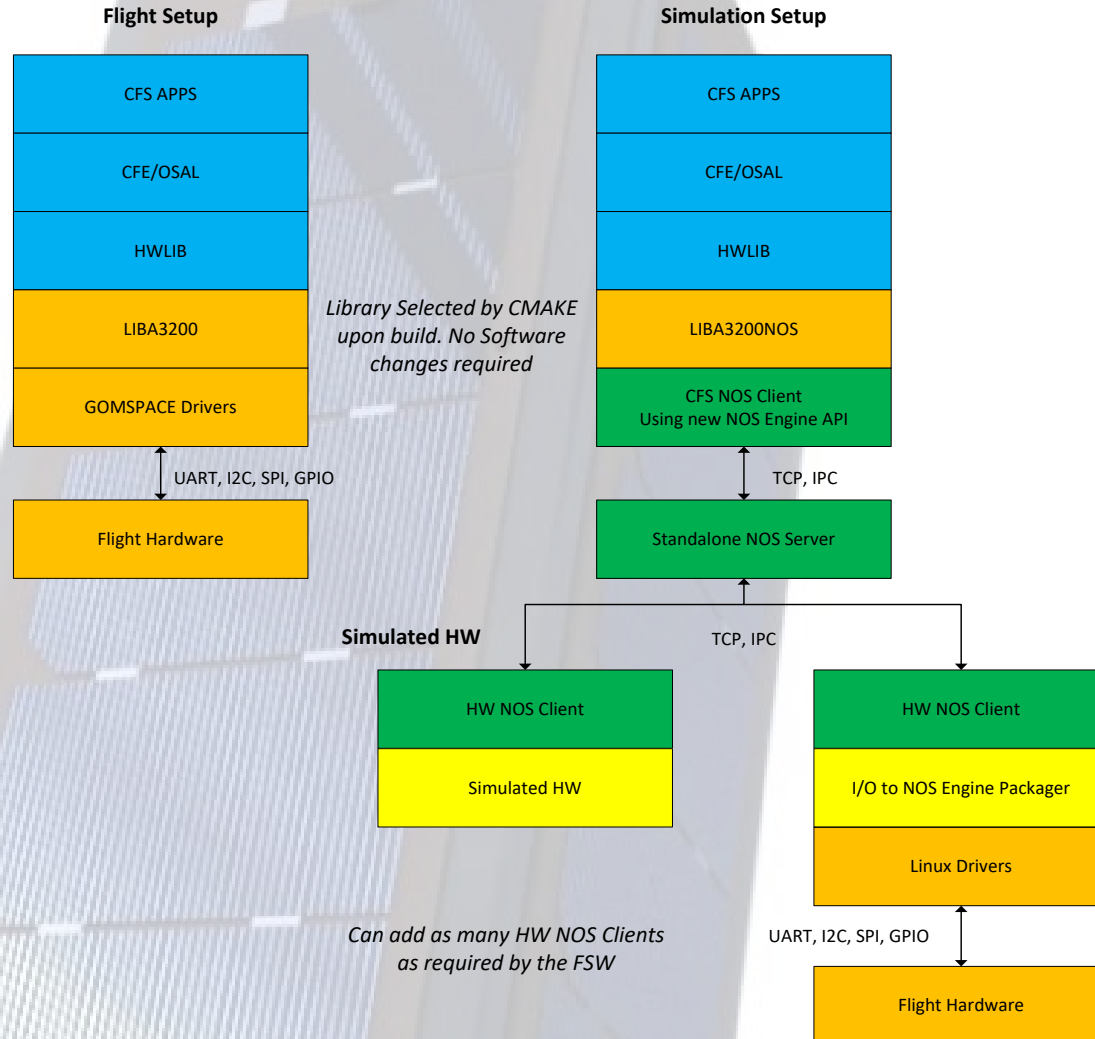 Flight Setup
CFS APPS
CFE/OSAL
HWLIB
LIBA3200
GOMSPACE Drivers
UART, I2C, SPI, GPIO
Flight Hardware
Library Selected by CMAKE
upon build. No Software
changes required
Simulation Setup
CFS APPS
CFE/OSAL
HWLIB
LIBA3200NOS
CFS NOS Client
Using new NOS Engine API
TCP, IPC
Standalone NOS Server
TCP, IPC
Simulated HW
HW NOS Client
Simulated HW
Can add as many HW NOS Clients
as required by the FSW
HW NOS Client
I/O to NOS Engine Packager
Linux Drivers
UART, I2C, SPI, GPIO
Flight Hardware